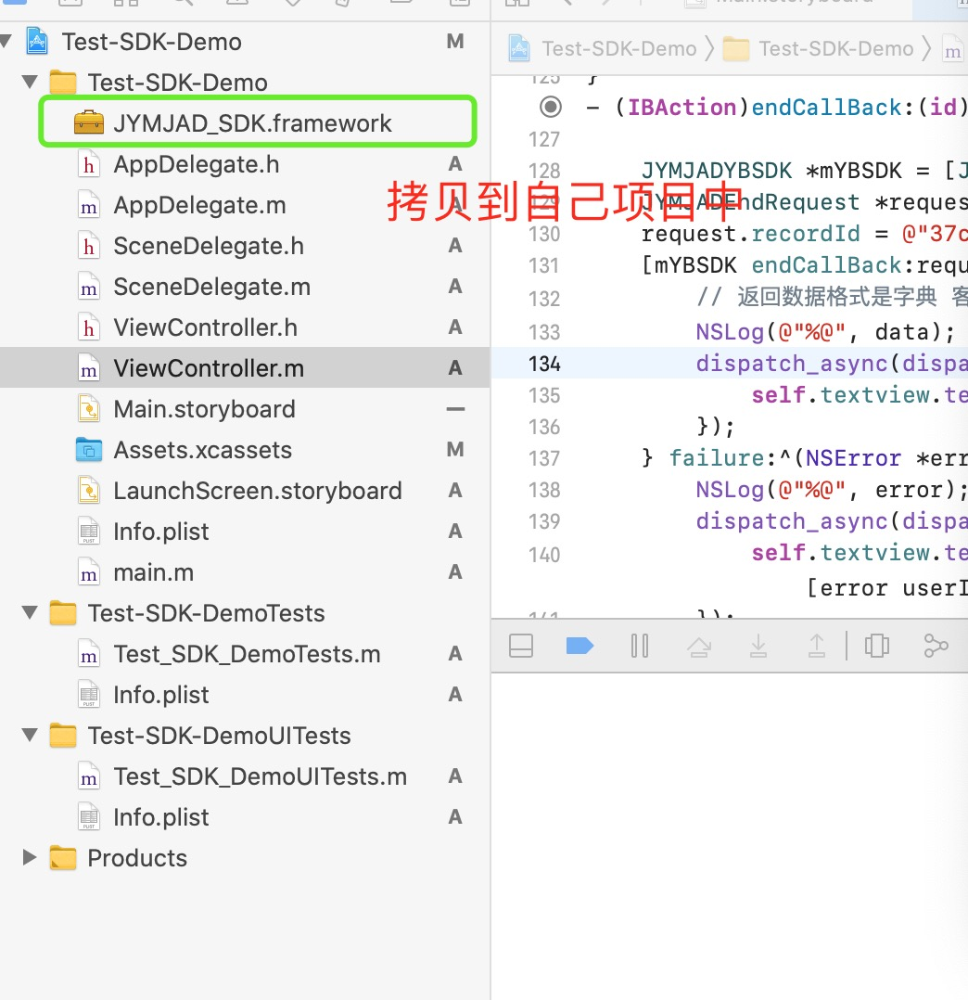 Test-SDK-Demo M
Test-SDK-Demo
JYMJAD_SDK.framework
AppDelegate.h A
AppDelegate.m A
SceneDelegate.h A
SceneDelegate.m A
ViewController.h A
ViewController.m A
Main.storyboard —
Assets.xcassets M
LaunchScreen.storyboard A
Info.plist A
main.m A
Test-SDK-DemoTests
Test_SDK_DemoTests.m A
Info.plist A
Test-SDK-DemoUITests
Test_SDK_DemoUITests.m A
Info.plist A
Products
拷贝到自己项目中
Main.storyboard
Test-SDK-Demo 〉 Test-SDK-Demo 〉 m
125 }
- (IBAction)endCallBack:(id)
127
128 JYMJADYBSDK *mYBSDK = [J
129 JYMJADEndRequest *reques
130 request.recordId = @"37c
131 [mYBSDK endCallBack:requ
132 // 返回数据格式是字典 客
133 NSLog(@"%@", data);
134 dispatch_async(dispa
135 self.textview.te
136 });
137 } failure:^(NSError *err
138 NSLog(@"%@", error);
139 dispatch_async(dispa
140 self.textview.te
[error userI
141 });